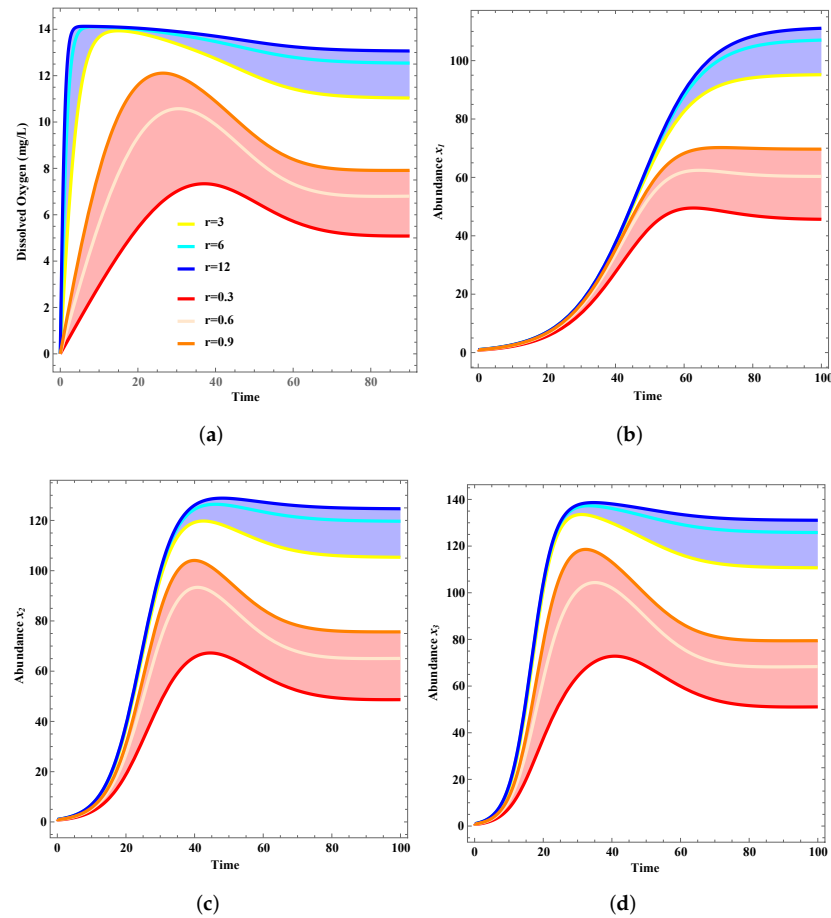 14
12
10
8
6
4
2
0
Dissolved Oxygen (mg/L)
r=3
r=6
r=12
r=0.3
r=0.6
r=0.9
0 20 40 60 80
Time
(a)
100
80
60
40
20
0
Abundance x1
0 20 40 60 80 100
Time
(b)
120
100
80
60
40
20
0
Abundance x2
0 20 40 60 80 100
Time
(c)
140
120
100
80
60
40
20
0
Abundance x3
0 20 40 60 80 100
Time
(d)